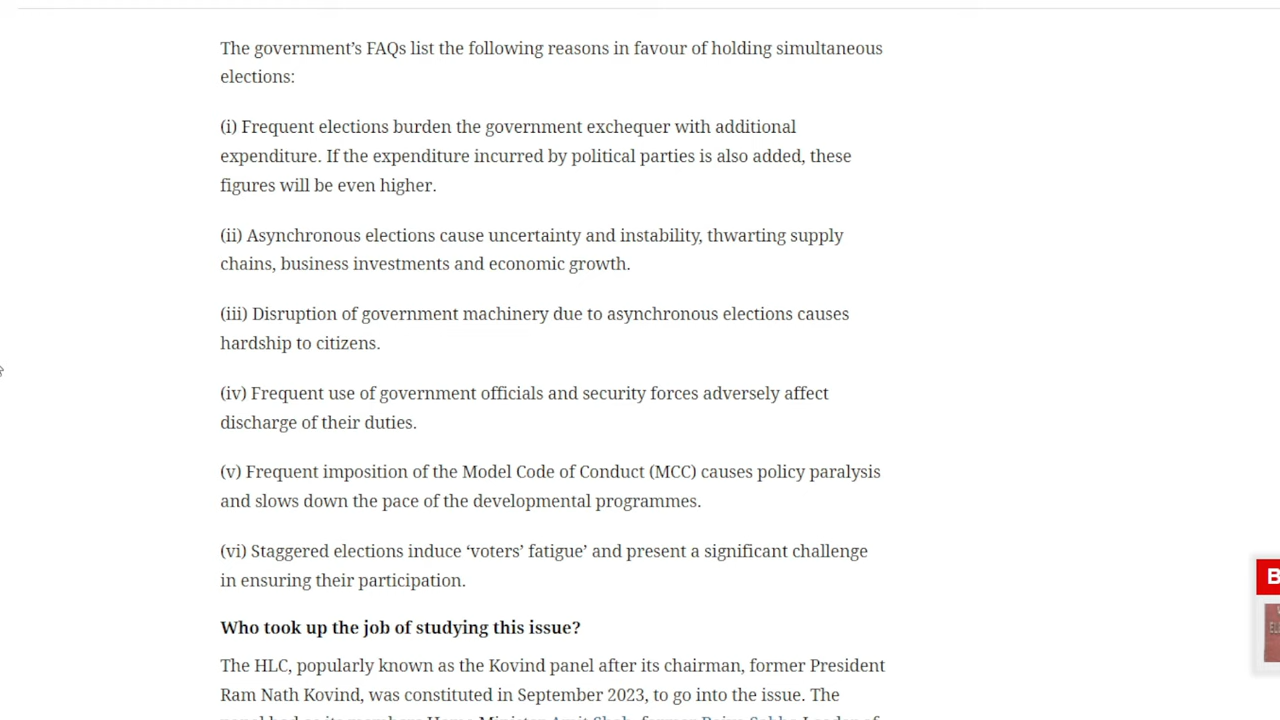 The government’s FAQs list the following reasons in favour of holding simultaneous
elections:
(i) Frequent elections burden the government exchequer with additional
expenditure. If the expenditure incurred by political parties is also added, these
figures will be even higher.
(ii) Asynchronous elections cause uncertainty and instability, thwarting supply
chains, business investments and economic growth.
(iii) Disruption of government machinery due to asynchronous elections causes
hardship to citizens.
(iv) Frequent use of government officials and security forces adversely affect
discharge of their duties.
(v) Frequent imposition of the Model Code of Conduct (MCC) causes policy paralysis
and slows down the pace of the developmental programmes.
(vi) Staggered elections induce ‘voters’ fatigue’ and present a significant challenge
in ensuring their participation.
Who took up the job of studying this issue?
The HLC, popularly known as the Kovind panel after its chairman, former President
Ram Nath Kovind, was constituted in September 2023, to go into the issue. The